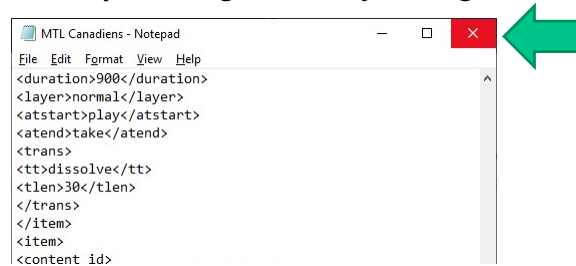 MTL Canadiens - Notepad
File Edit Format View Help
<duration>900</duration>
<layer>normal</layer>
<atstart>play</atstart>
<atend>take</atend>
<trans>
<tt>dissolve</tt>
<tlen>30</tlen>
</trans>
</item>
<item>
<content id>